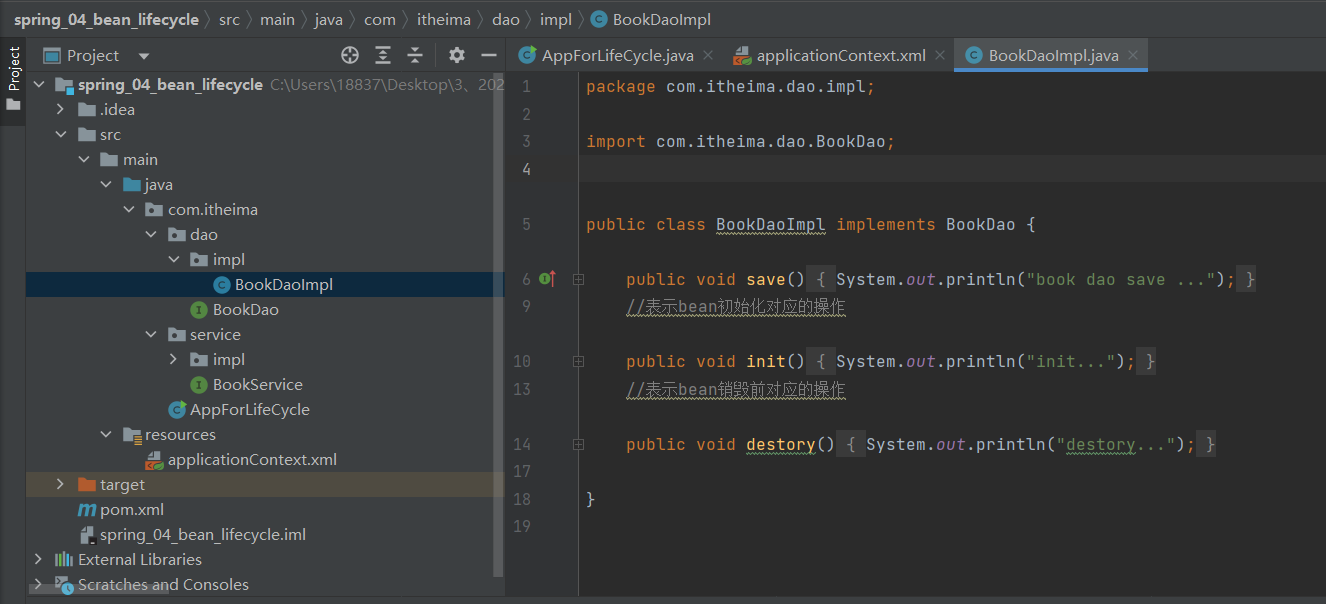 spring_04_bean_lifecycle src main java com itheima dao impl BookDaoImpl
Project
Project
spring_04_bean_lifecycle C:\Users\18837\Desktop\3、202
.idea
src
main
java
com.itheima
dao
impl
BookDaoImpl
BookDao
service
impl
BookService
AppForLifeCycle
resources
applicationContext.xml
target
pom.xml
spring_04_bean_lifecycle.iml
External Libraries
Scratches and Consoles
AppForLifeCycle.java applicationContext.xml BookDaoImpl.java
1 package com.itheima.dao.impl;
2
3 import com.itheima.dao.BookDao;
4
5 public class BookDaoImpl implements BookDao {
6 public void save() { System.out.println("book dao save ..."); }
9 //表示bean初始化对应的操作
10 public void init() { System.out.println("init..."); }
13 //表示bean销毁前对应的操作
14 public void destory() { System.out.println("destory..."); }
17
18 }
19